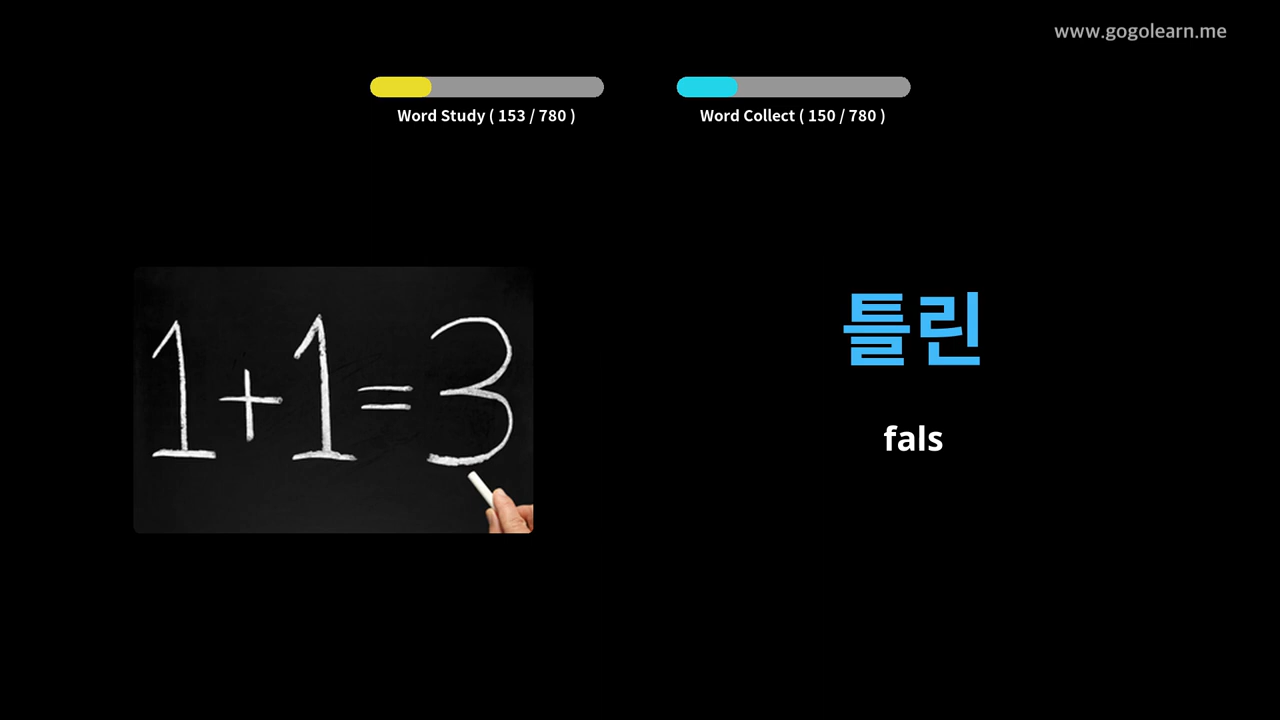 www.gogolearn.me
Word Study ( 153 / 780 )
Word Collect ( 150 / 780 )
1+1=3
틀린
fals